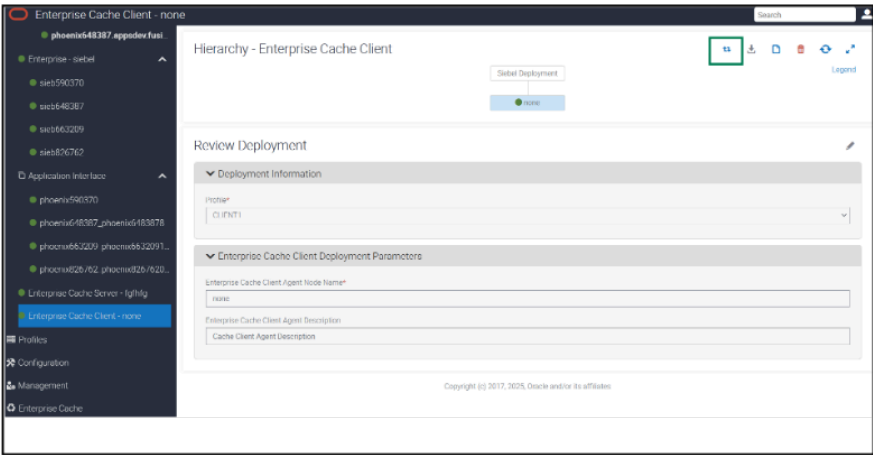 Enterprise Cache Client - none
Search
phoenix648387.appsdev.fusi...
Enterprise - siebel
sieb590370
sieb648387
sieb663209
sieb826762
Application Interface
phoenix590370
phoenix648387_phoenix6483878
phoenix663209_phoenix6632091...
phoenix826762_phoenix8267620...
Enterprise Cache Server -
Enterprise Cache Client - none
Profiles
Configuration
Management
Enterprise Cache
Hierarchy - Enterprise Cache Client
Legend
Siebel Deployment
none
Review Deployment
Deployment Information
Profile*
CLIENT1
Enterprise Cache Client Deployment Parameters
Enterprise Cache Client Agent Node Name*
none
Enterprise Cache Client Agent Description
Cache Client Agent Description
Copyright (c) 2017, 2025, Oracle and/or its affiliates